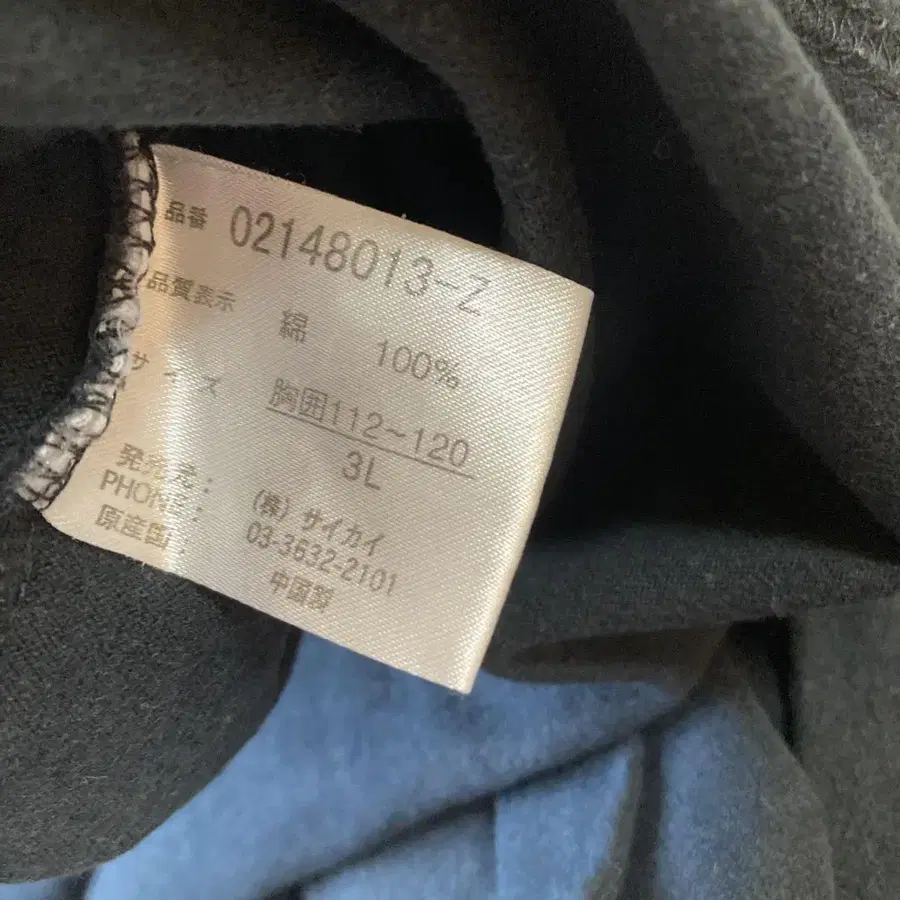 品番 02148013-Z
品質表示
綿 100%
サイズ 胸囲112~120
3L
発売元: (株) サイカイ
PHONE: 03-3632-2101
原産国: 中国製